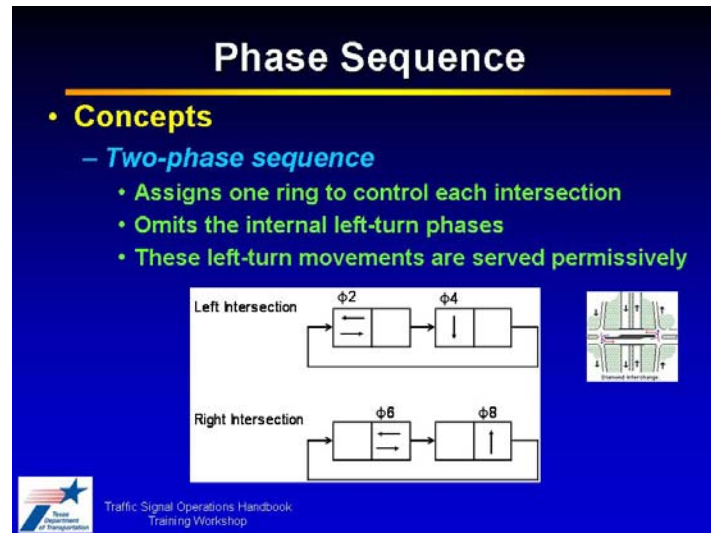 Phase Sequence
• Concepts
– Two-phase sequence
• Assigns one ring to control each intersection
• Omits the internal left-turn phases
• These left-turn movements are served permissively
Left Intersection
ϕ2
ϕ4
Right Intersection
ϕ6
ϕ8
Diamond Interchange
Texas
Department
of Transportation
Traffic Signal Operations Handbook
Training Workshop